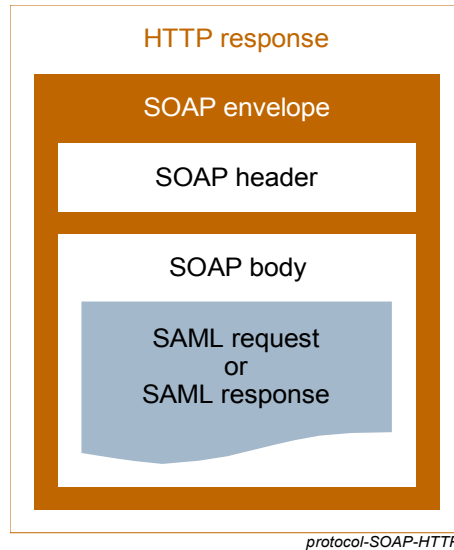 HTTP response
SOAP envelope
SOAP header
SOAP body
SAML request
or
SAML response
protocol-SOAP-HTTP